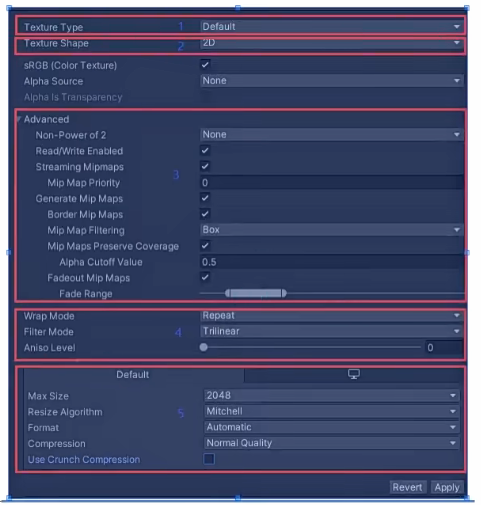 Texture Type 1 Default
Texture Shape 2 2D
sRGB (Color Texture)
Alpha Source None
Alpha Is Transparency
Advanced
Non-Power of 2 None
Read/Write Enabled
Streaming Mipmaps
3
Mip Map Priority 0
Generate Mip Maps
Border Mip Maps
Mip Map Filtering Box
Mip Maps Preserve Coverage
Alpha Cutoff Value 0.5
Fadeout Mip Maps
Fade Range
Wrap Mode Repeat
Filter Mode 4 Trilinear
Aniso Level 0
Default
Max Size 2048
Resize Algorithm 5 Mitchell
Format Automatic
Compression Normal Quality
Use Crunch Compression
Revert Apply